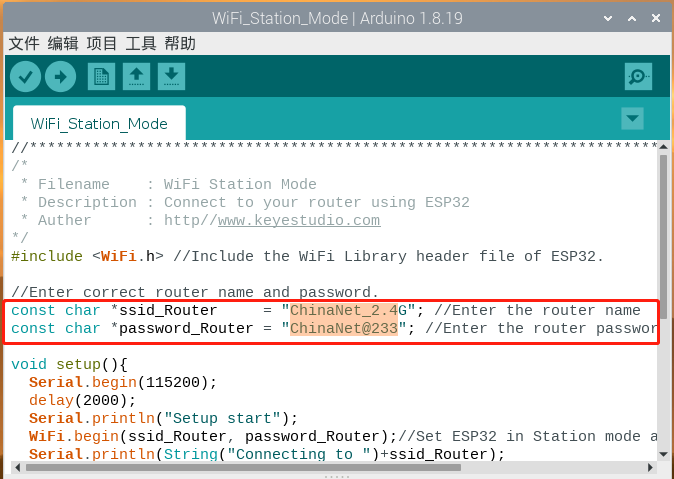 WiFi_Station_Mode | Arduino 1.8.19
文件 编辑 项目 工具 帮助
WiFi_Station_Mode
//**********************************************************************
/*
* Filename : WiFi Station Mode
* Description : Connect to your router using ESP32
* Auther : http//www.keyestudio.com
*/
#include <WiFi.h> //Include the WiFi Library header file of ESP32.
//Enter correct router name and password.
const char *ssid_Router = "ChinaNet_2.4G"; //Enter the router name
const char *password_Router = "ChinaNet@233"; //Enter the router passwor
void setup(){
Serial.begin(115200);
delay(2000);
Serial.println("Setup start");
WiFi.begin(ssid_Router, password_Router);//Set ESP32 in Station mode a
Serial.println(String("Connecting to ")+ssid_Router);